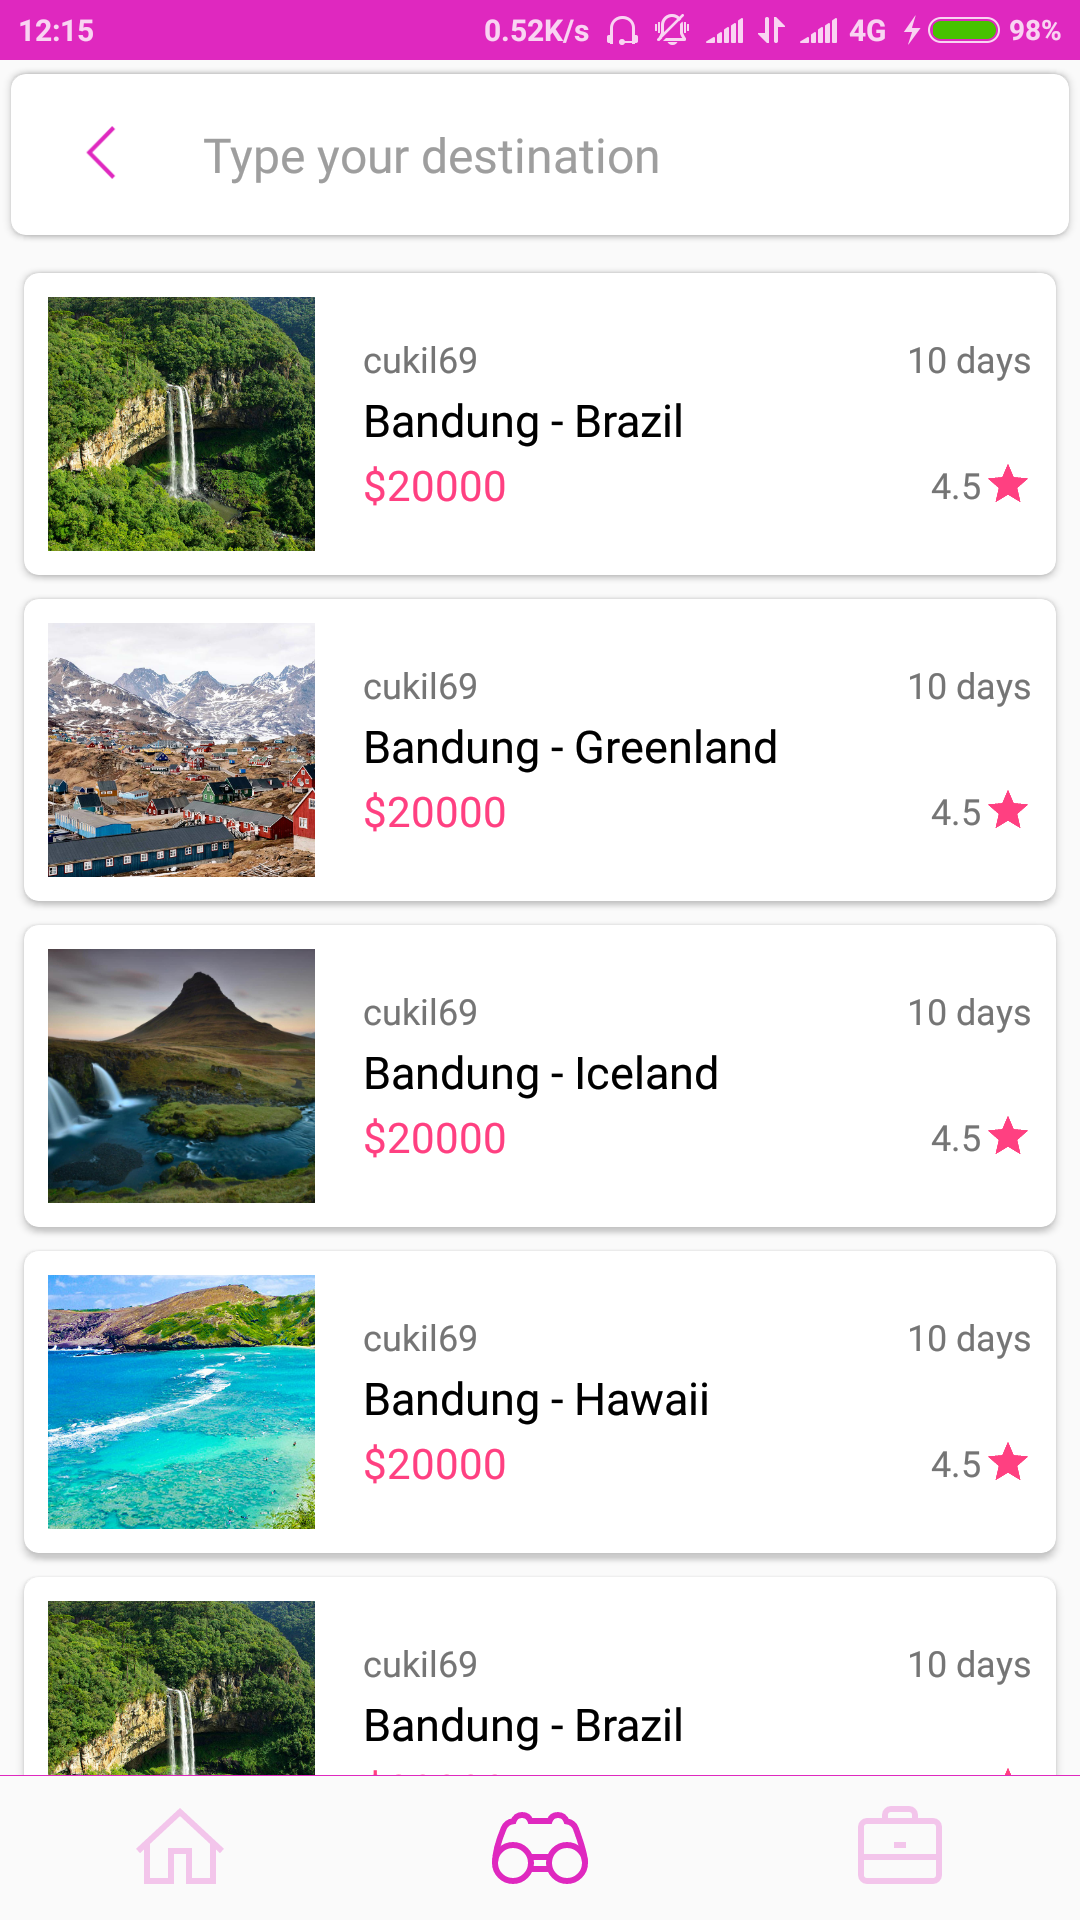 12:15 0.52K/s 4G 98%
Type your destination
cukil69 10 days
Bandung - Brazil
$20000 4.5
cukil69 10 days
Bandung - Greenland
$20000 4.5
cukil69 10 days
Bandung - Iceland
$20000 4.5
cukil69 10 days
Bandung - Hawaii
$20000 4.5
cukil69 10 days
Bandung - Brazil